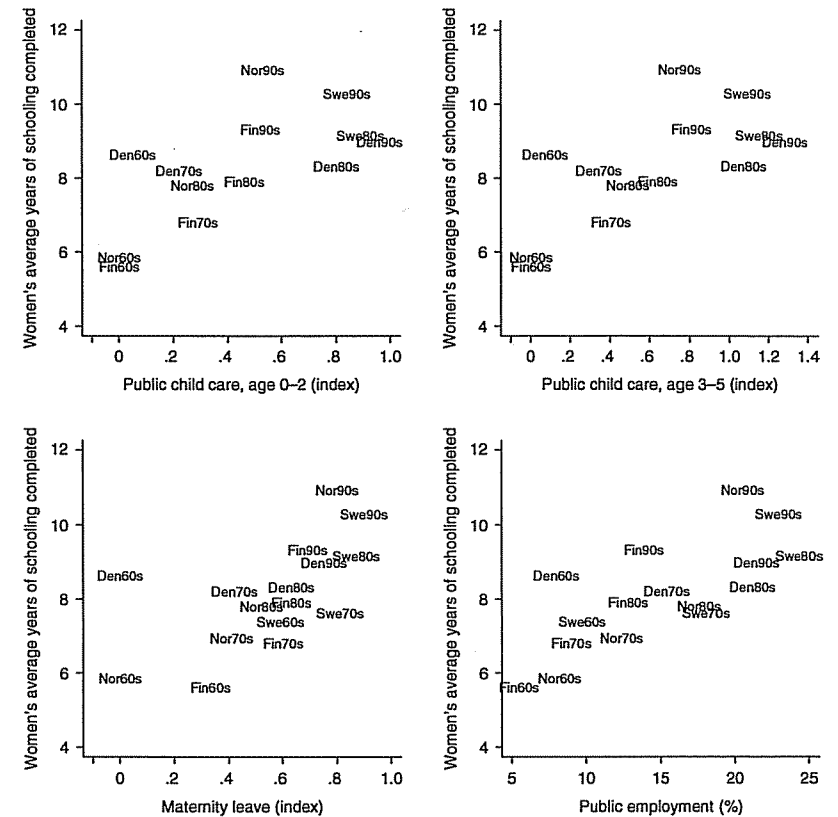 Women's average years of schooling completed
12
10
8
6
4
Nor90s
Swe90s
Fin90s
Swe80s
Den90s
Den60s
Den80s
Den70s
Nor80s
Fin80s
Fin70s
Nor60s
Fin60s
0 .2 .4 .6 .8 1.0
Public child care, age 0–2 (index)
Women's average years of schooling completed
12
10
8
6
4
Nor90s
Swe90s
Fin90s
Swe80s
Den90s
Den60s
Den80s
Den70s
Nor80s
Fin80s
Fin70s
Nor60s
Fin60s
0 .2 .4 .6 .8 1.0 1.2 1.4
Public child care, age 3–5 (index)
Women's average years of schooling completed
12
10
8
6
4
Nor90s
Swe90s
Fin90s
Swe80s
Den90s
Den60s
Den80s
Den70s
Nor80s
Fin80s
Swe70s
Swe60s
Nor70s
Fin70s
Nor60s
Fin60s
0 .2 .4 .6 .8 1.0
Maternity leave (index)
Women's average years of schooling completed
12
10
8
6
4
Nor90s
Swe90s
Fin90s
Swe80s
Den90s
Den60s
Den80s
Den70s
Fin80s
Nor80s
Swe70s
Swe60s
Nor70s
Fin70s
Nor60s
Fin60s
5 10 15 20 25
Public employment (%)